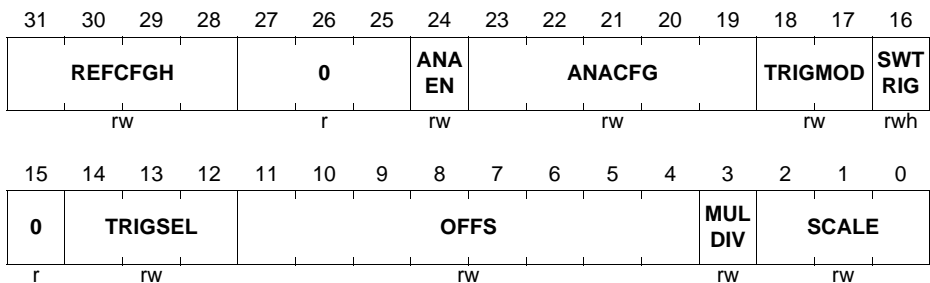 31 30 29 28 27 26 25 24 23 22 21 20 19 18 17 16
REFCFGH 0 ANA EN ANACFG TRIGMOD SWT RIG
rw r rw rw rw rwh
15 14 13 12 11 10 9 8 7 6 5 4 3 2 1 0
0 TRIGSEL OFFS MUL DIV SCALE
r rw rw rw rw